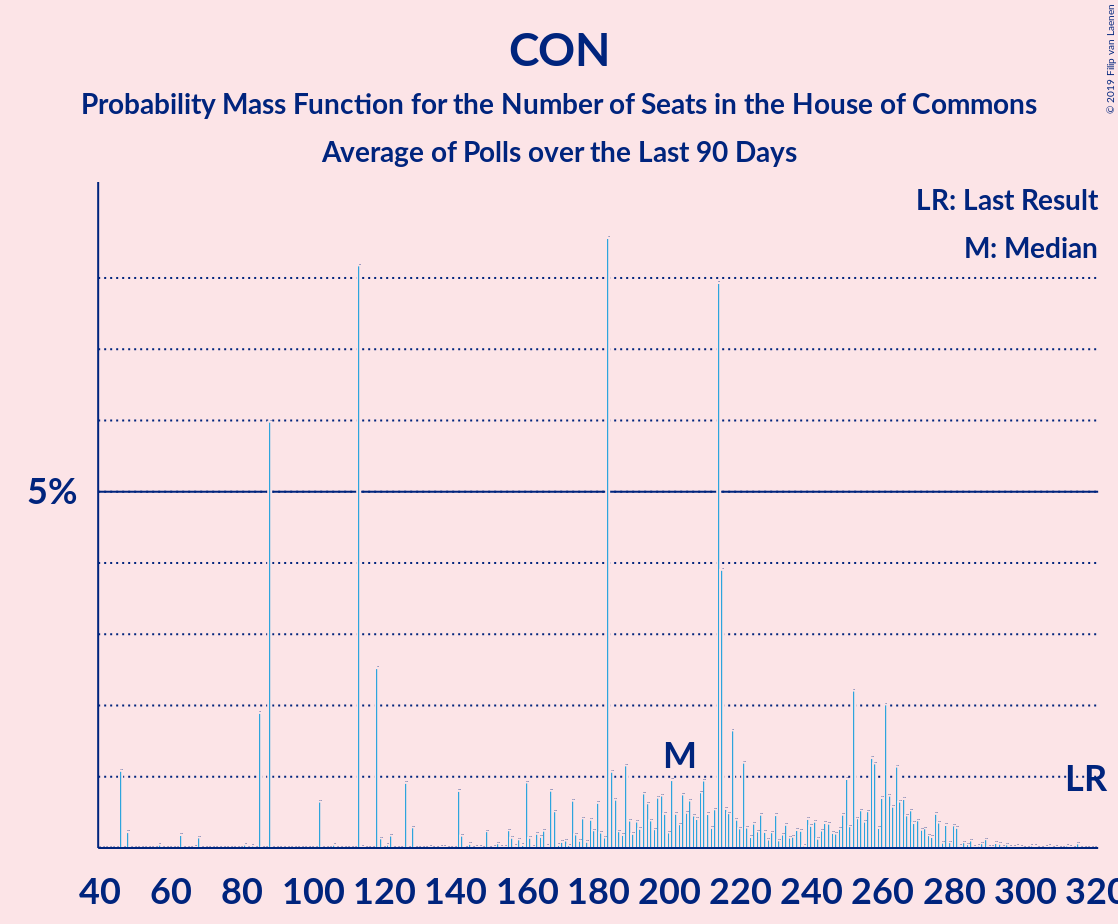 CON
Probability Mass Function for the Number of Seats in the House of Commons
Average of Polls over the Last 90 Days
© 2019 Filip van Laenen
LR: Last Result
M: Median
5%
M
LR
40 60 80 100 120 140 160 180 200 220 240 260 280 300 320